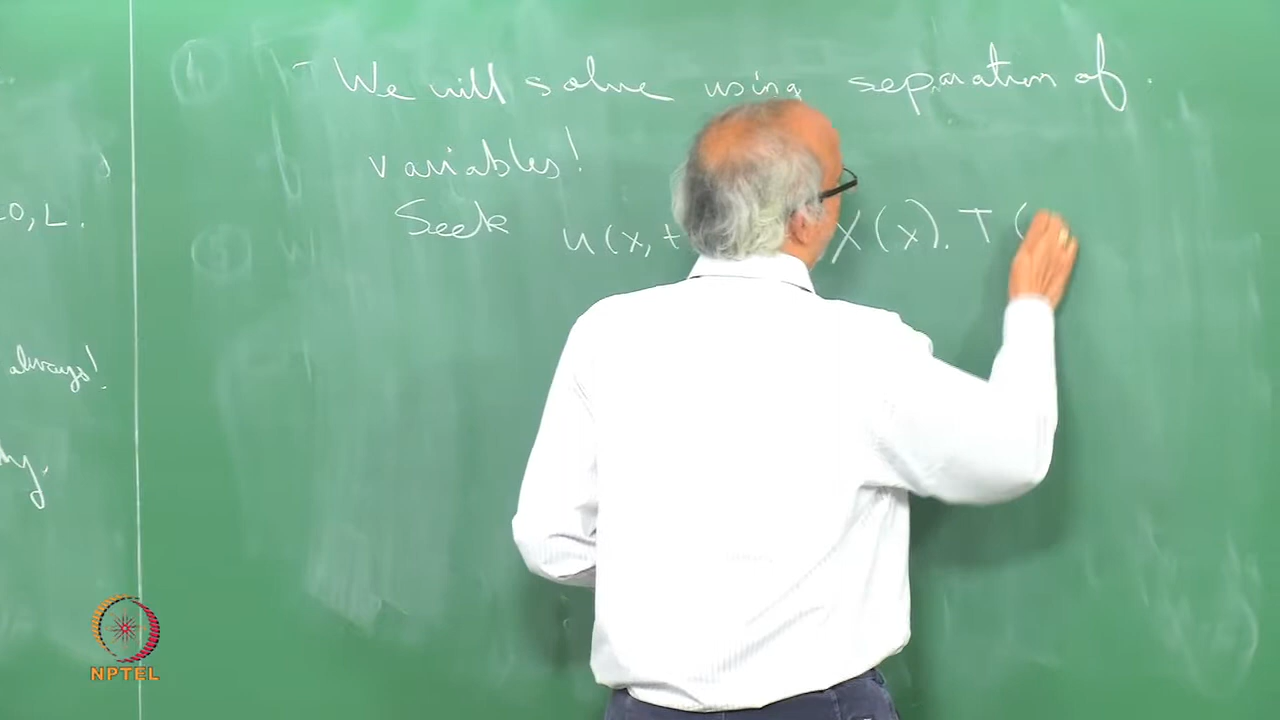 - We will solve using separation of
variables!
Seek u(x, t X(x). T (
0, L.
always!
NPTEL